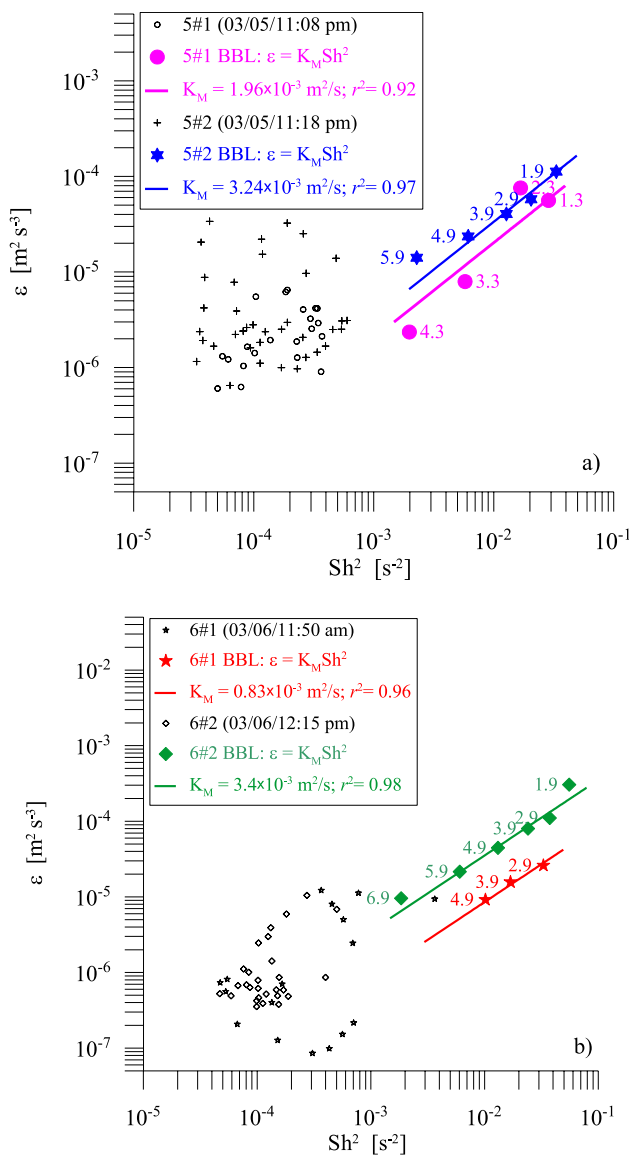 5#1 (03/05/11:08 pm)
5#1 BBL: ε = K_MSh²
K_M = 1.96×10⁻³ m²/s; r²= 0.92
5#2 (03/05/11:18 pm)
5#2 BBL: ε = K_MSh²
K_M = 3.24×10⁻³ m²/s; r²= 0.97
10⁻³
10⁻⁴
10⁻⁵
10⁻⁶
10⁻⁷
ε [m² s⁻³]
1.9
2.3
2.9
1.3
3.9
4.9
5.9
3.3
4.3
a)
10⁻⁵ 10⁻⁴ 10⁻³ 10⁻² 10⁻¹
Sh² [s⁻²]
6#1 (03/06/11:50 am)
6#1 BBL: ε = K_MSh²
K_M = 0.83×10⁻³ m²/s; r²= 0.96
6#2 (03/06/12:15 pm)
6#2 BBL: ε = K_MSh²
K_M = 3.4×10⁻³ m²/s; r²= 0.98
10⁻²
10⁻³
10⁻⁴
10⁻⁵
10⁻⁶
10⁻⁷
ε [m² s⁻³]
1.9
2.9
3.9
4.9
5.9
6.9
2.9
3.9
4.9
b)
10⁻⁵ 10⁻⁴ 10⁻³ 10⁻² 10⁻¹
Sh² [s⁻²]